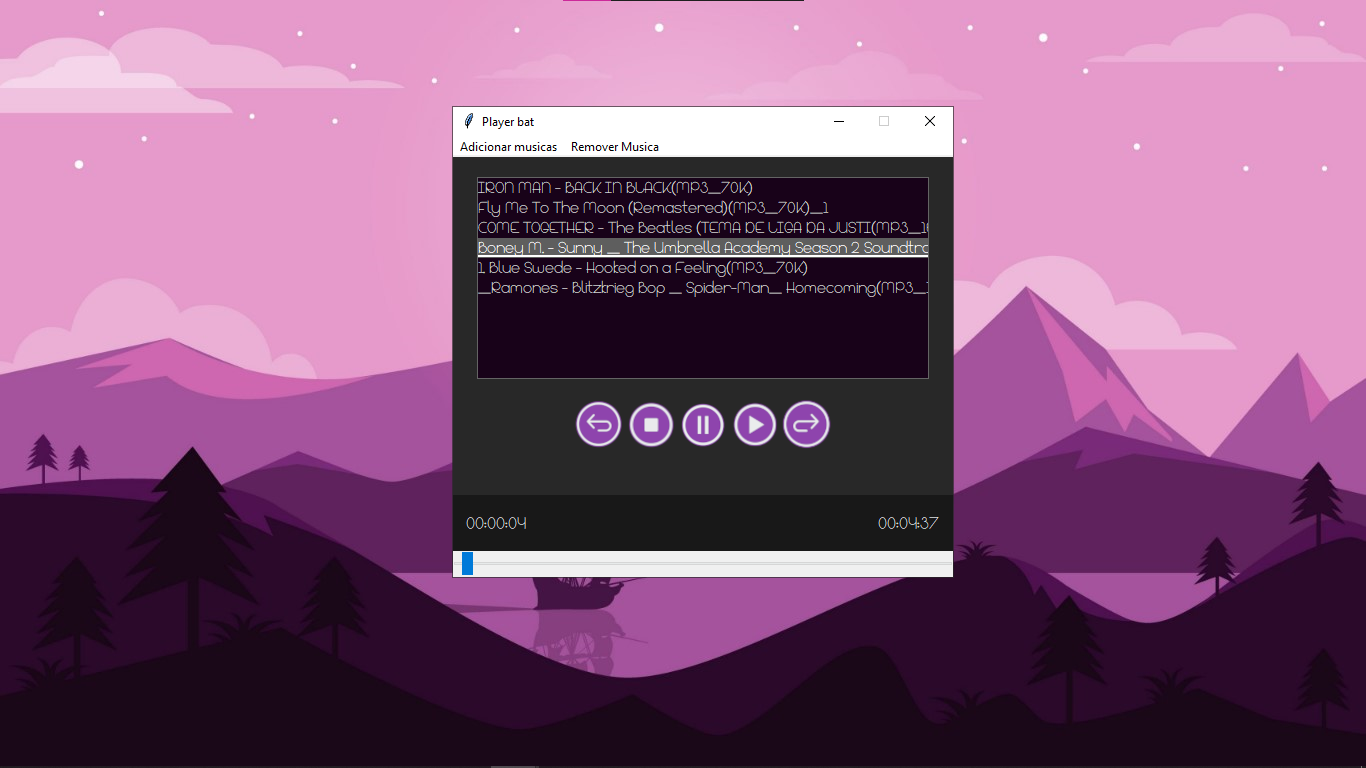 Player bat
Adicionar musicas Remover Musica
IRON MAN - BACK IN BLACK(MP3_70K)
Fly Me To The Moon (Remastered)(MP3_70K)_1
COME TOGETHER - The Beatles (TEMA DE LIGA DA JUSTI(MP3_1
Boney M. - Sunny _ The Umbrella Academy Season 2 Soundtra
1 Blue Swede - Hooked on a Feeling(MP3_70K)
_Ramones - Blitzkrieg Bop _ Spider-Man_ Homecoming(MP3_
00:00:04 00:04:37